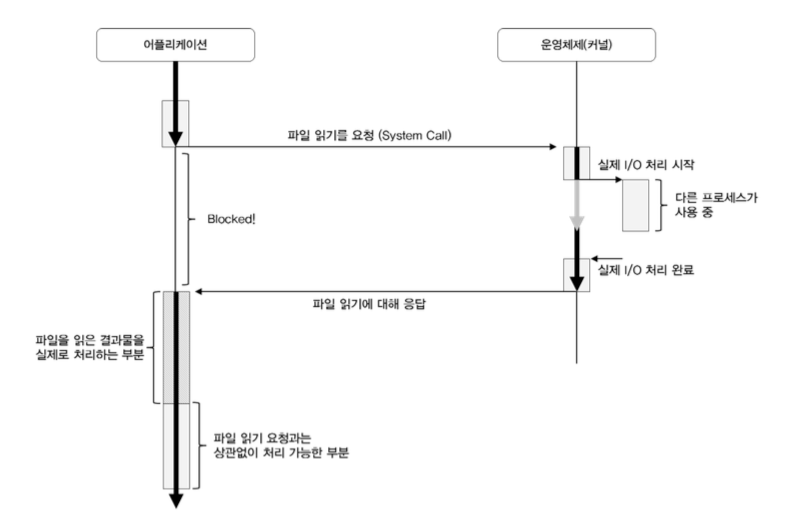 어플리케이션
운영체제(커널)
파일 읽기를 요청 (System Call)
실제 I/O 처리 시작
다른 프로세스가
사용 중
Blocked!
실제 I/O 처리 완료
파일 읽기에 대해 응답
파일을 읽은 결과물을
실제로 처리하는 부분
파일 읽기 요청과는
상관없이 처리 가능한 부분